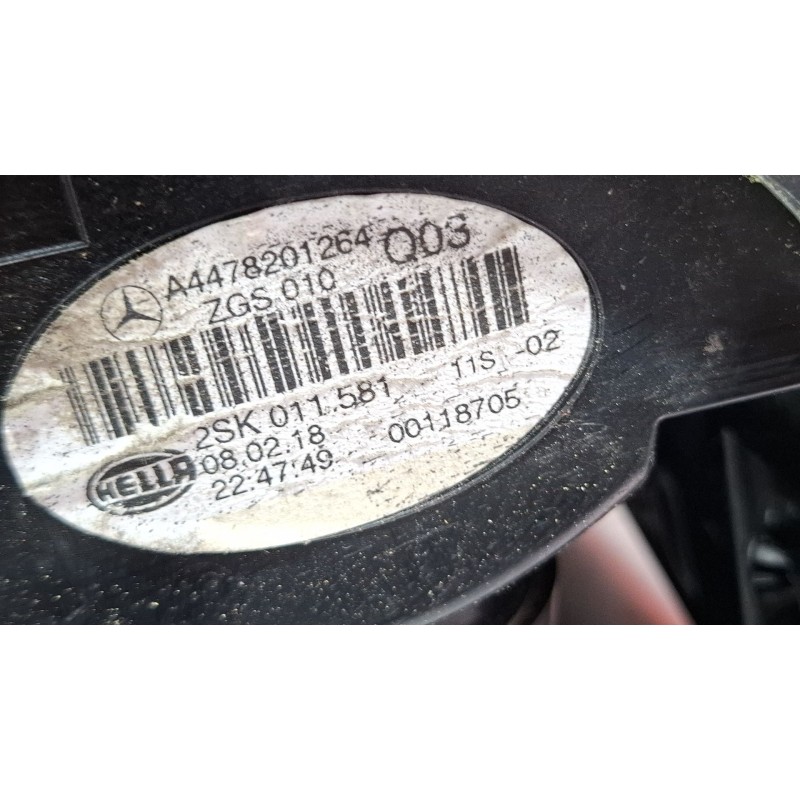 A4478201264 Q03
ZGS 010
2SK 011.581 11S -02
08.02.18 00118705
22:47:49
HELLA